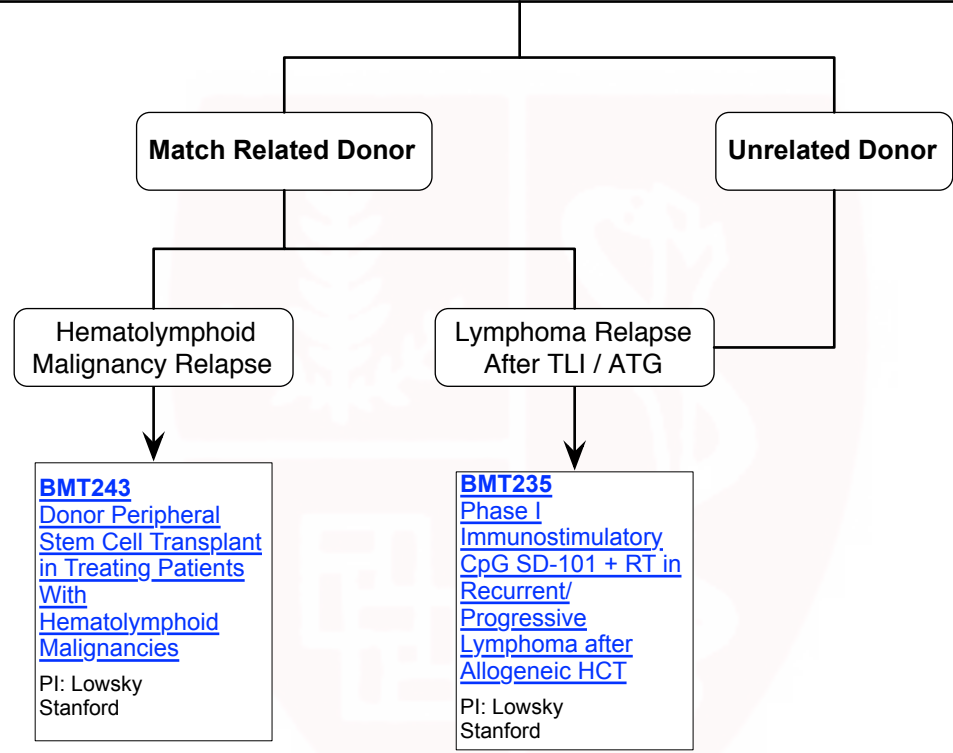 Match Related Donor
Unrelated Donor
Hematolymphoid
Malignancy Relapse
Lymphoma Relapse
After TLI / ATG
BMT243
Donor Peripheral
Stem Cell Transplant
in Treating Patients
With
Hematolymphoid
Malignancies
PI: Lowsky
Stanford
BMT235
Phase I
Immunostimulatory
CpG SD-101 + RT in
Recurrent/
Progressive
Lymphoma after
Allogeneic HCT
PI: Lowsky
Stanford